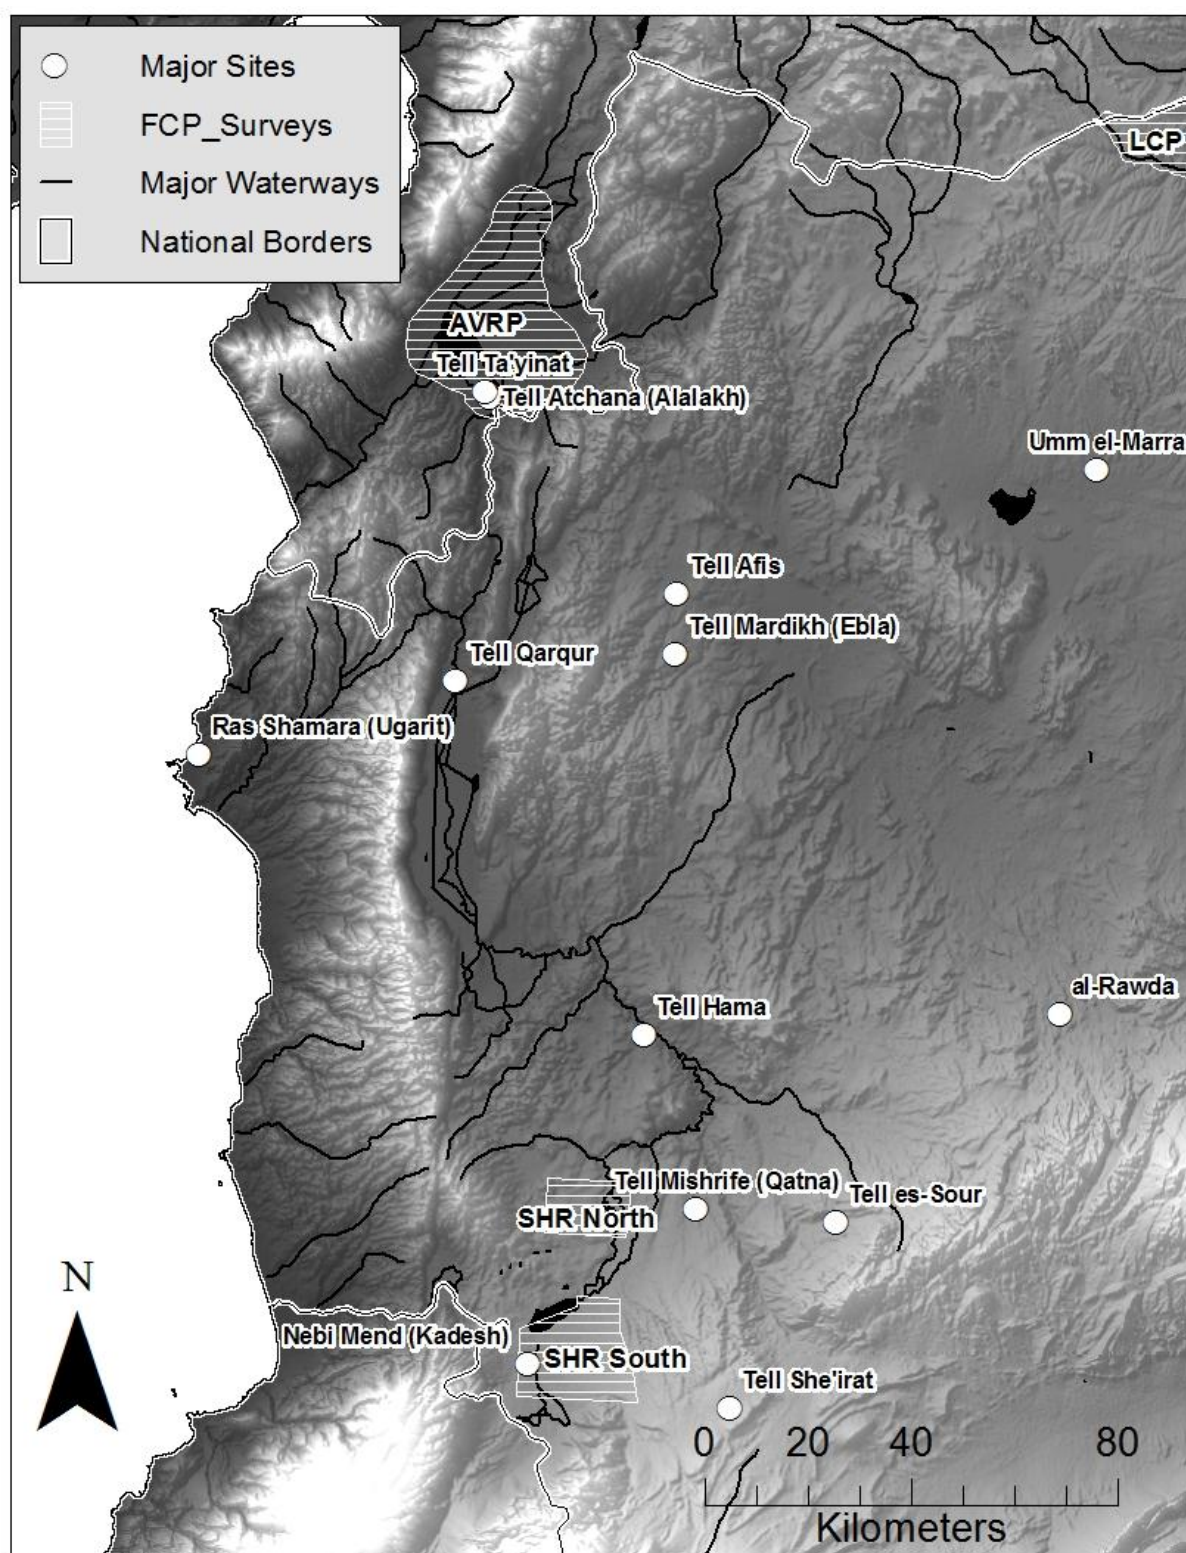 Major Sites
FCP_Surveys
Major Waterways
National Borders
LCP
AVRP
Tell Ta'yinat
Tell Atchana (Alalakh)
Umm el-Marra
Tell Afis
Tell Mardikh (Ebla)
Tell Qarqur
Ras Shamara (Ugarit)
al-Rawda
Tell Hama
Tell Mishrife (Qatna)
Tell es-Sour
SHR North
N
Nebi Mend (Kadesh)
SHR South
Tell She'irat
0 20 40 80
Kilometers